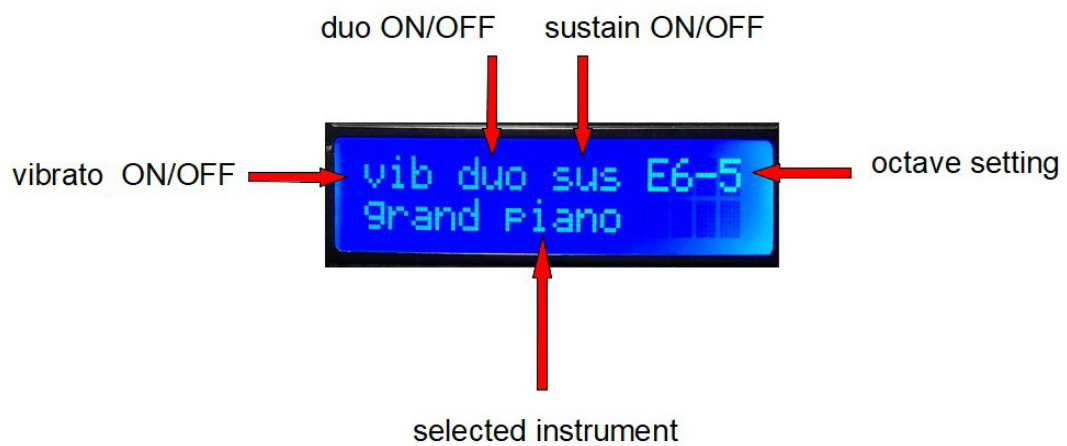 duo ON/OFF sustain ON/OFF
vibrato ON/OFF
vib duo sus E6-5
octave setting
grand piano
selected instrument